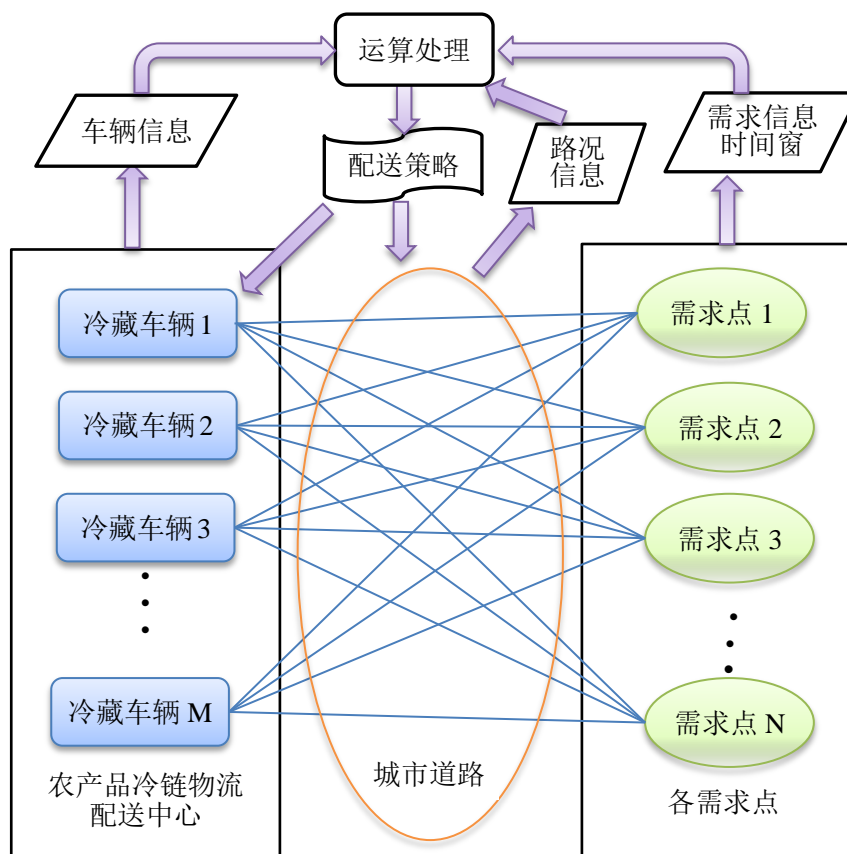 运算处理
车辆信息
配送策略
路况
信息
需求信息
时间窗
冷藏车辆 1
冷藏车辆 2
冷藏车辆 3
冷藏车辆 M
需求点 1
需求点 2
需求点 3
需求点 N
农产品冷链物流
配送中心
城市道路
各需求点